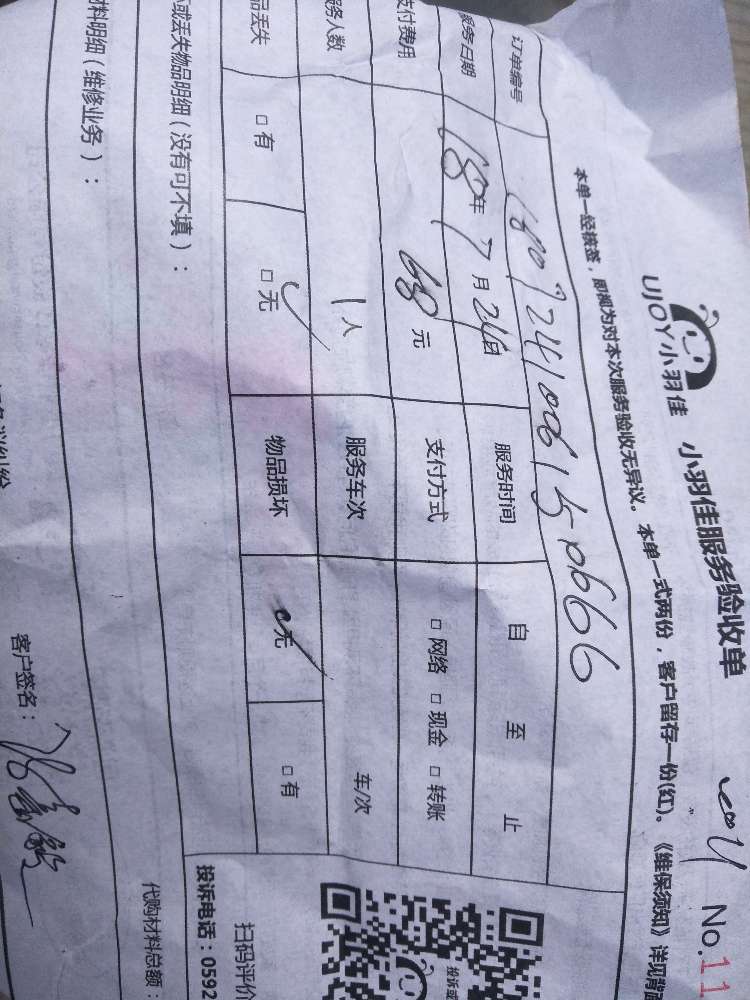 UJOY小羽佳 小羽佳服务验收单 No.11
本单一经核签，即视为对本次服务验收无异议。本单一式两份，客户留存一份(红)。《维保须知》详见背
订单编号 1807241006150666
服务日期 18年7月24日 服务时间 自 至 止
支付费用 68元 支付方式 □ 网络 □ 现金 □ 转账
服务人数 1人 服务车次 车/次
品丢失 □ 有 □ 无 物品损坏 无 □ 有
或丢失物品明细（没有可不填）：
扫码评价
投诉电话：0592
材料明细（维修业务）：
代购材料总额：
客户签名：